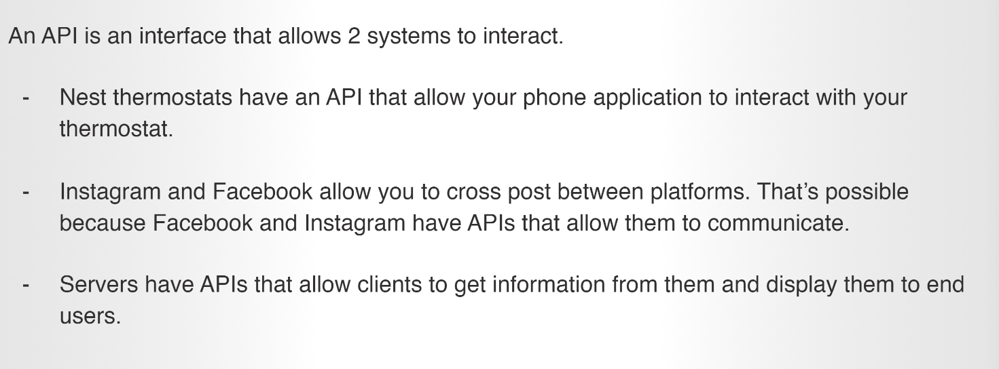 An API is an interface that allows 2 systems to interact.
- Nest thermostats have an API that allow your phone application to interact with your
thermostat.
- Instagram and Facebook allow you to cross post between platforms. That’s possible
because Facebook and Instagram have APIs that allow them to communicate.
- Servers have APIs that allow clients to get information from them and display them to end
users.